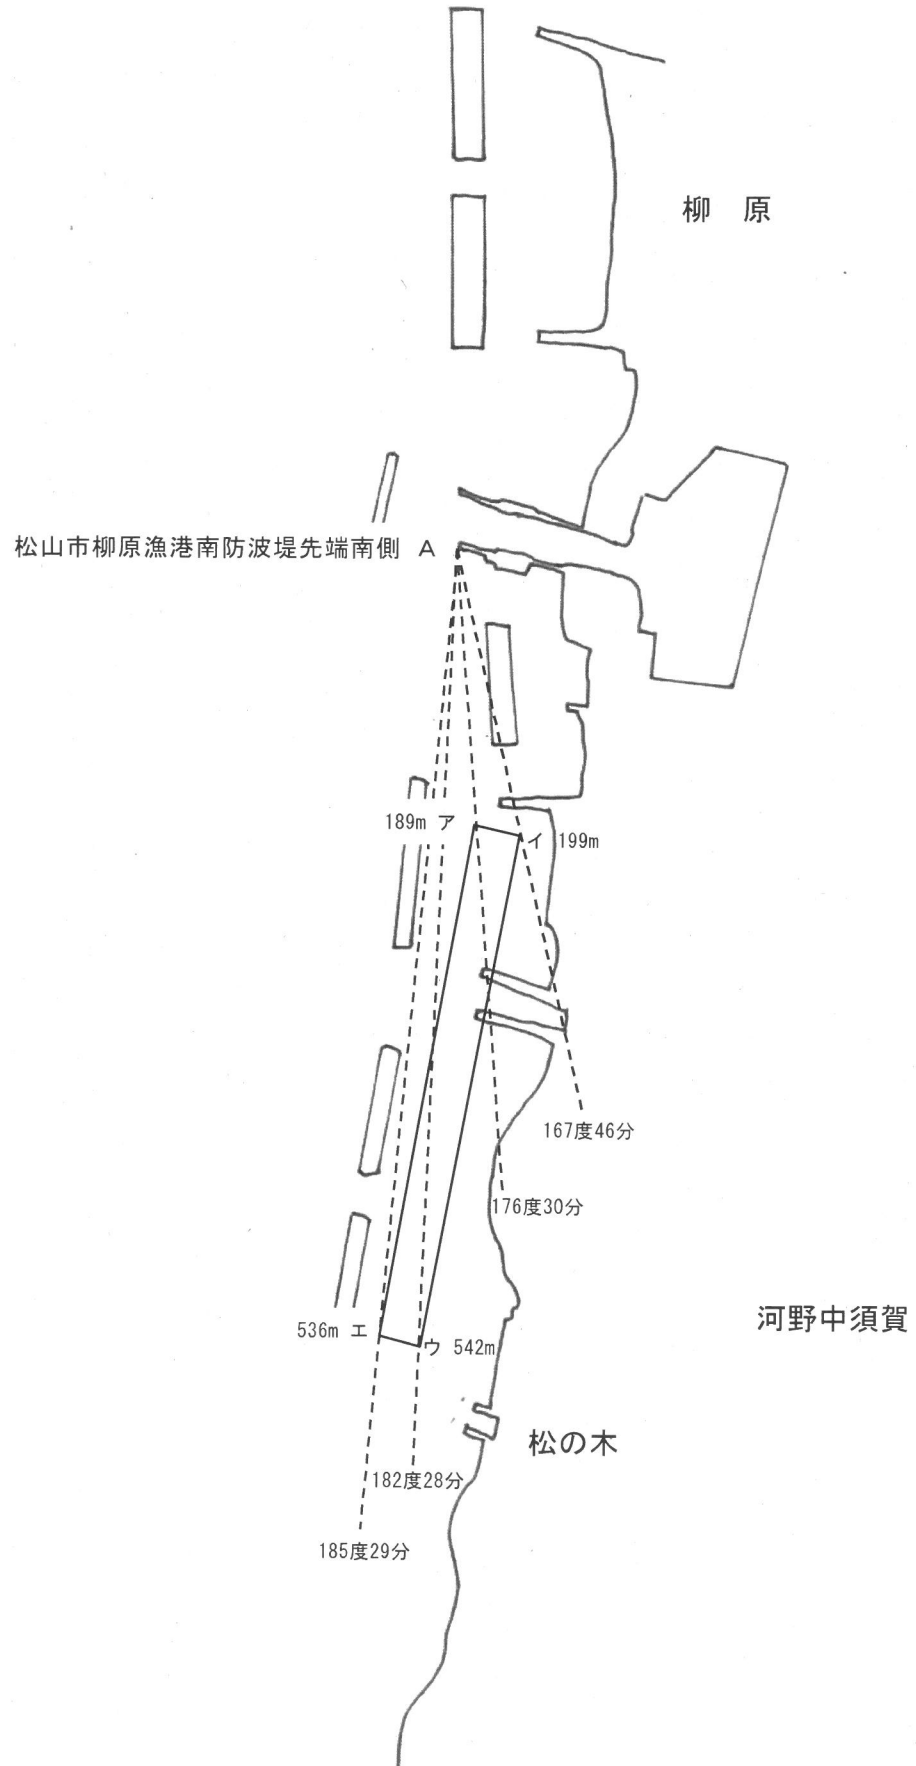 柳　原
松山市柳原漁港南防波堤先端南側 A
189m ア
イ 199m
167度46分
176度30分
河野中須賀
536m エ
ウ 542m
松の木
182度28分
185度29分